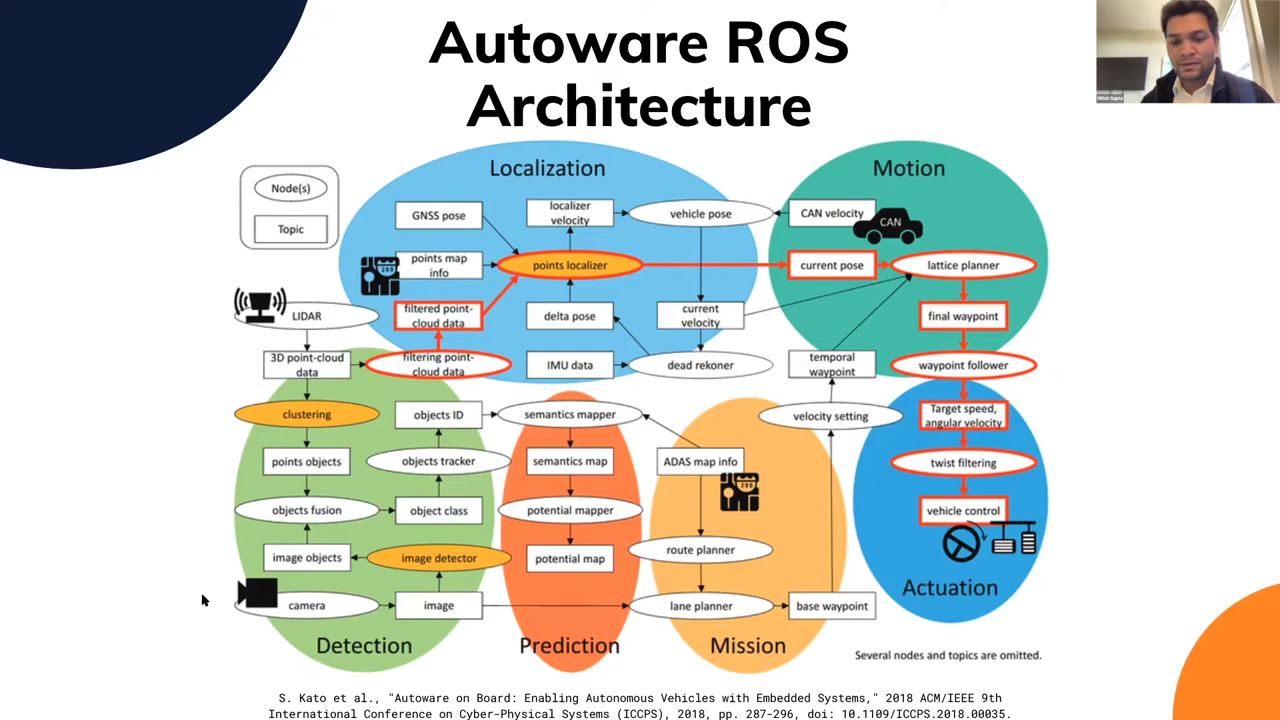 Autoware ROS
Architecture
Nitish Gupta
Node(s)
Topic
Localization
Motion
GNSS pose
localizer
velocity
vehicle pose
CAN velocity
CAN
points map
info
points localizer
current pose
lattice planner
LIDAR
filtered point-
cloud data
delta pose
current
velocity
final waypoint
3D point-cloud
data
filtering point-
cloud data
IMU data
dead rekoner
temporal
waypoint
waypoint follower
clustering
objects ID
semantics mapper
velocity setting
Target speed,
angular velocity
points objects
objects tracker
semantics map
ADAS map info
twist filtering
objects fusion
object class
potential mapper
vehicle control
image objects
image detector
potential map
route planner
camera
image
lane planner
base waypoint
Actuation
Detection
Prediction
Mission
Several nodes and topics are omitted.
S. Kato et al., "Autoware on Board: Enabling Autonomous Vehicles with Embedded Systems," 2018 ACM/IEEE 9th
International Conference on Cyber-Physical Systems (ICCPS), 2018, pp. 287-296, doi: 10.1109/ICCPS.2018.00035.